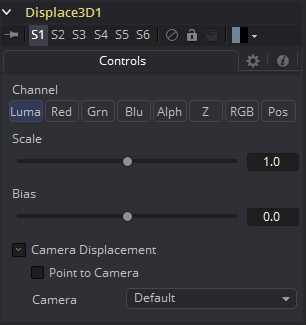 Displace3D1
S1 S2 S3 S4 S5 S6
Controls
Channel
Luma Red Grn Blu Alph Z RGB Pos
Scale
1.0
Bias
0.0
Camera Displacement
Point to Camera
Camera Default